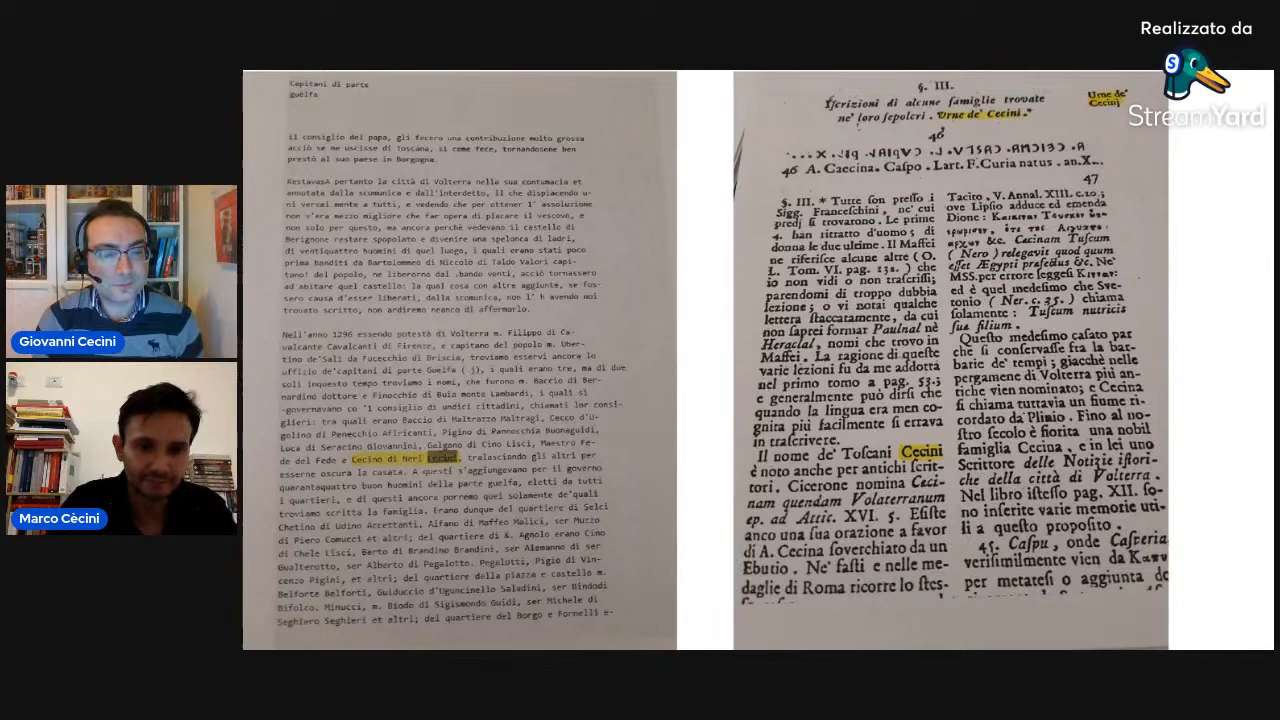 Realizzato da
StreamYard
Giovanni Cecini
Marco Cècini
Capitani di parte
guelfa
il consiglio del papa, gli fecero una contribuzione molto grossa
acciò se me uscisse di Toscana, si come fece, tornandosene ben
prestò al suo paese in Borgogna.
RestavasA pertanto la città di Volterra nella sua contumacia et
annotata dalla scomunica e dall'interdetto, il che displacendo u-
ni versai mente a tutti, e vedendo che per ottener 1' assoluzione
non v'era mezzo migliore che far opera di placare il vescovo, e
non solo per questo, ma ancora perchè vedevano il castello di
Berignone restare spopolato e divenire una spelonca di ladri,
di ventiquattro huomini di quel luogo, i quali erano stati poco
prima banditi da Bartolommeo di Niccolò di Taldo Valori capi-
tano! del popolo, ne liberorno dal .bando venti, acciò tornassero
ad abitare quel castello: la qual cosa con altre aggiunte, se fos-
sero causa d'esser liberati, dalla scomunica, non l' h avendo noi
trovato scritto, non andiremo neanco di affermarlo.
Nell'anno 1296 essendo potestà di Volterra m. Filippo di Ca-
valcante Cavalcanti di Firenze, e capitano del popolo m. Uber-
tino de'Sali da Fucecchio di Briscia, troviamo esservi ancora lo
uffizio de'capitani di parte Guelfa ( j), i quali erano tre, ma di due
soli inquesto tempo troviamo i nomi, che furono m. Baccio di Ber-
nardino dottore e Finocchio di Buia monte Lambardi, i quali si
-governavano co '1 consiglio di undici cittadini, chiamati lor consi-
glieri: tra quali erano Baccio di Maltrazzo Maltragi, Cecco d'U-
golino di Penecchio Aflricanti, Pigino di Pannocchia Buonaguidi,
Luca di Seracino Giovannini, Galgano di Cino Lisci, Maestro Fe-
de del Fede e Cecino di Neri Cecini, tralasciando gli altri per
esserne oscura la casata. A questi s'aggiungevano per il governo
quarantaquattro buon huomini della parte guelfa, eletti da tutti
i quartieri, e di questi ancora porremo quei solamente de'quali
troviamo scritta la famiglia. Erano dunque del quartiere di Selci
Chetino di Udino Accettanti, Alfano di Maffeo Malici, ser Muzzo
di Piero Comucci et altri; del quartiere di &. Agnolo erano Cino
di Chele Lisci, Berto di Brandino Brandini, ser Alemanno di ser
Gualterotto, ser Alberto di Pegalotto. Pegalotti, Pigio di Vin-
cenzo Pigini, et altri; del quartiere della piazza e castello m.
Belforte Belforti, Guiduccio d'Uguncinello Saladini, ser Bindodi
Bifolco. Minucci, m. Biodo di Sigismondo Guidi, ser Michele di
Seghiero Seghieri et altri; del quartiere del Borgo e Fornelli e-
§. III.
Iscrizioni di alcune famiglie trovate
ne' loro sepolcri. Urne de' Cecini.*
Urne de'
Cecinj
46
46 A. Caecina. Caspo. Lart. F. Curia natus. an.X...
47
§. III. * Tutte son presso i
Sigg. Franceschini, ne' cui
predj si trovarono. Le prime
4. han ritratto d'uomo; di
donna le due ultime. Il Maffei
ne riferisce alcune altre (O.
L. Tom. VI. pag. 132.) che
io non vidi o non trascrissi;
parendomi di troppo dubbia
lezione; o vi notai qualche
lettera staccatamente, da cui
non saprei formar Paulnal nè
Heraclal, nomi che trovo in
Maffei. La ragione di queste
varie lezioni fu da me addotta
nel primo tomo a pag. 53.;
e generalmente può dirsi che
quando la lingua era men co-
gnita più facilmente si errava
in trascrivere.
Il nome de' Toscani Cecini
è noto anche per antichi scrit-
tori. Cicerone nomina Ceci-
nam quendam Volaterranum
ep. ad Attic. XVI. 5. Esiste
anco una sua orazione a favor
di A. Cecina soverchiato da un
Ebutio. Ne' fasti e nelle me-
daglie di Roma ricorre lo stes-
Tacito, V. Annal. XIII. c.20.;
ove Lipsio adduce ed emenda
Dione:
&c. Cecinam Tuscum
(Nero) relegavit quod quum
esset Ægypti præfectus &c. Ne'
MSS. per errore leggesi
ed è quel medesimo che Sve-
tonio (Ner. c. 35.) chiama
solamente: Tuscum nutricis
suæ filium.
Questo medesimo casato par
che si conservasse fra la bar-
barie de' tempi; giacchè nelle
pergamene di Volterra più an-
tiche vien nominato; e Cecina
si chiama tuttavia un fiume ri-
cordato da Plinio. Fino al no-
stro secolo è fiorita una nobil
famiglia Cecina, e in lei uno
Scrittore delle Notizie istori-
che della città di Volterra.
Nel libro istesso pag. XII. so-
no inserite varie memorie uti-
li a questo proposito.
45. Caspu, onde Casperia
verisimilmente vien da
per metatesi o aggiunta de